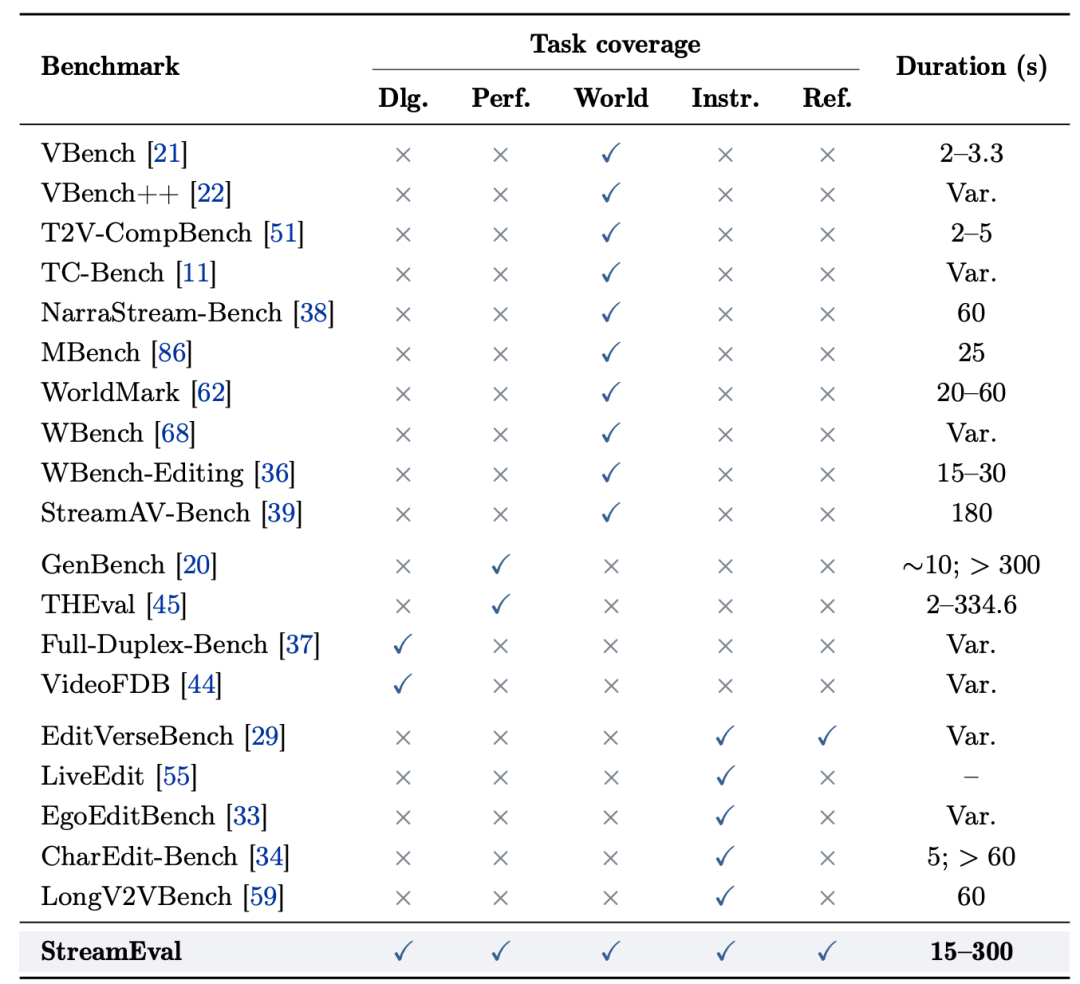 Task coverage
Benchmark Duration (s)
Dlg. Perf. World Instr. Ref.
VBench [21] × × ✓ × × 2–3.3
VBench++ [22] × × ✓ × × Var.
T2V-CompBench [51] × × ✓ × × 2–5
TC-Bench [11] × × ✓ × × Var.
NarraStream-Bench [38] × × ✓ × × 60
MBench [86] × × ✓ × × 25
WorldMark [62] × × ✓ × × 20–60
WBench [68] × × ✓ × × Var.
WBench-Editing [36] × × ✓ × × 15–30
StreamAV-Bench [39] × × ✓ × × 180
GenBench [20] × ✓ × × × ∼10; > 300
THEval [45] × ✓ × × × 2–334.6
Full-Duplex-Bench [37] ✓ × × × × Var.
VideoFDB [44] ✓ × × × × Var.
EditVerseBench [29] × × × ✓ ✓ Var.
LiveEdit [55] × × × ✓ × –
EgoEditBench [33] × × × ✓ × Var.
CharEdit-Bench [34] × × × ✓ × 5; > 60
LongV2VBench [59] × × × ✓ × 60
StreamEval ✓ ✓ ✓ ✓ ✓ 15–300